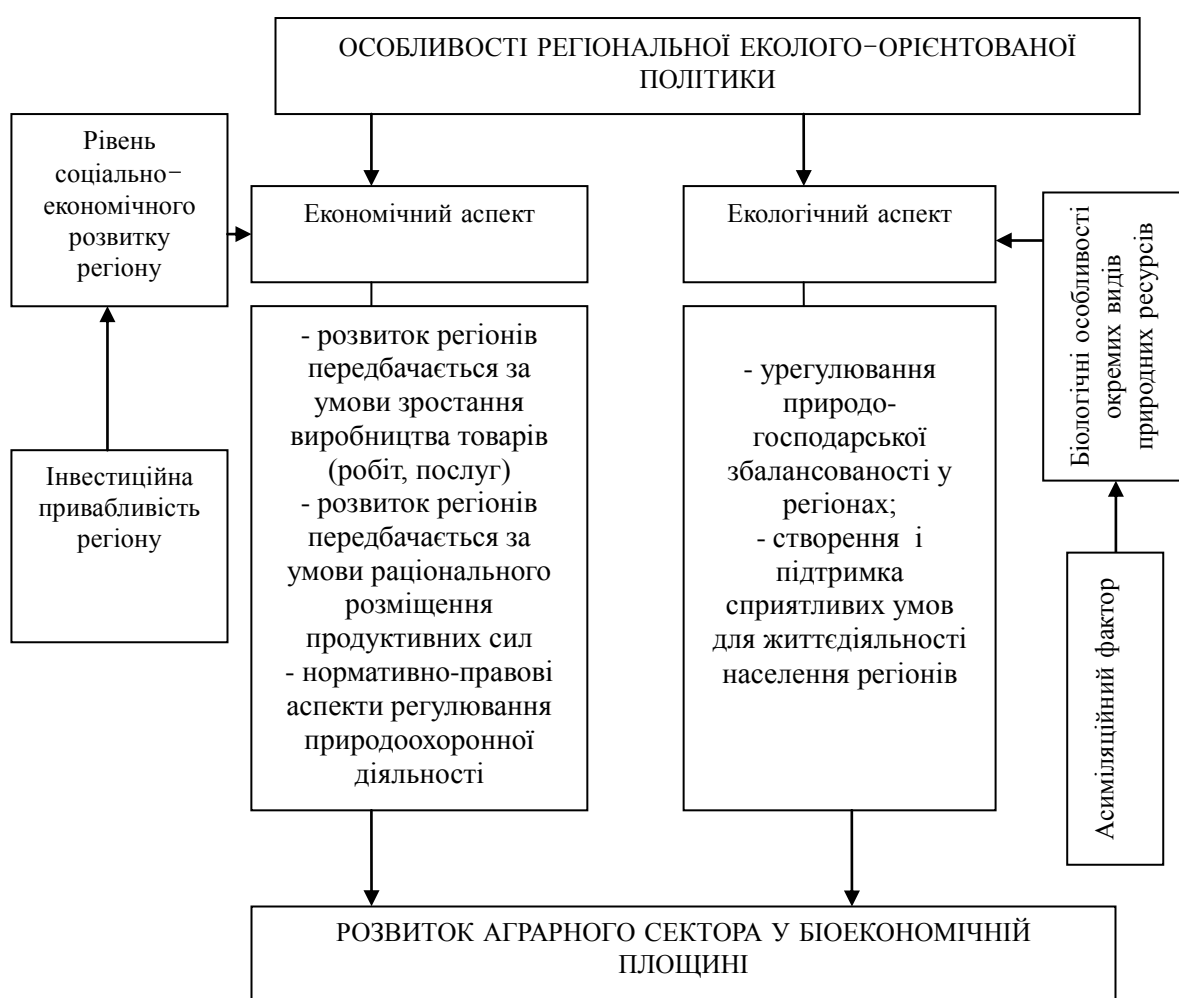 ОСОБЛИВОСТІ РЕГІОНАЛЬНОЇ ЕКОЛОГО−ОРІЄНТОВАНОЇ
ПОЛІТИКИ
Рівень
соціально−
економічного
розвитку
регіону
Економічний аспект
Екологічний аспект
Біологічні особливості
окремих видів
природних ресурсів
Інвестиційна
привабливість
регіону
- розвиток регіонів
передбачається за
умови зростання
виробництва товарів
(робіт, послуг)
- розвиток регіонів
передбачається за
умови раціонального
розміщення
продуктивних сил
- нормативно-правові
аспекти регулювання
природоохоронної
діяльності
- урегулювання
природо-
господарської
збалансованості у
регіонах;
- створення і
підтримка
сприятливих умов
для життєдіяльності
населення регіонів
Асиміляційний фактор
РОЗВИТОК АГРАРНОГО СЕКТОРА У БІОЕКОНОМІЧНІЙ
ПЛОЩИНІ